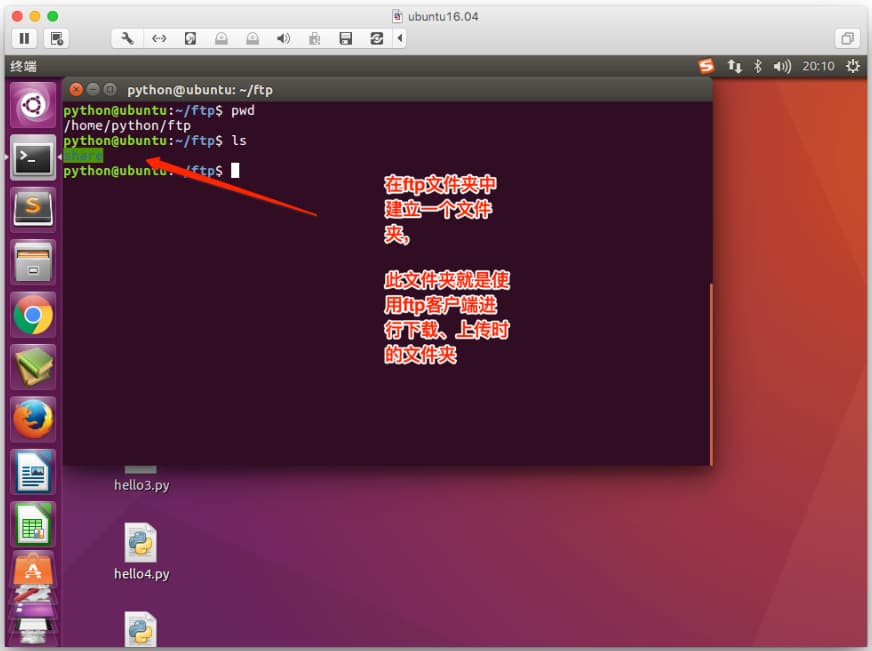 ubuntu16.04
终端
20:10
python@ubuntu: ~/ftp
python@ubuntu:~/ftp$ pwd
/home/python/ftp
python@ubuntu:~/ftp$ ls
share
python@ubuntu:~/ftp$
在ftp文件夹中
建立一个文件
夹，
此文件夹就是使
用ftp客户端进
行下载、上传时
的文件夹
hello3.py
hello4.py